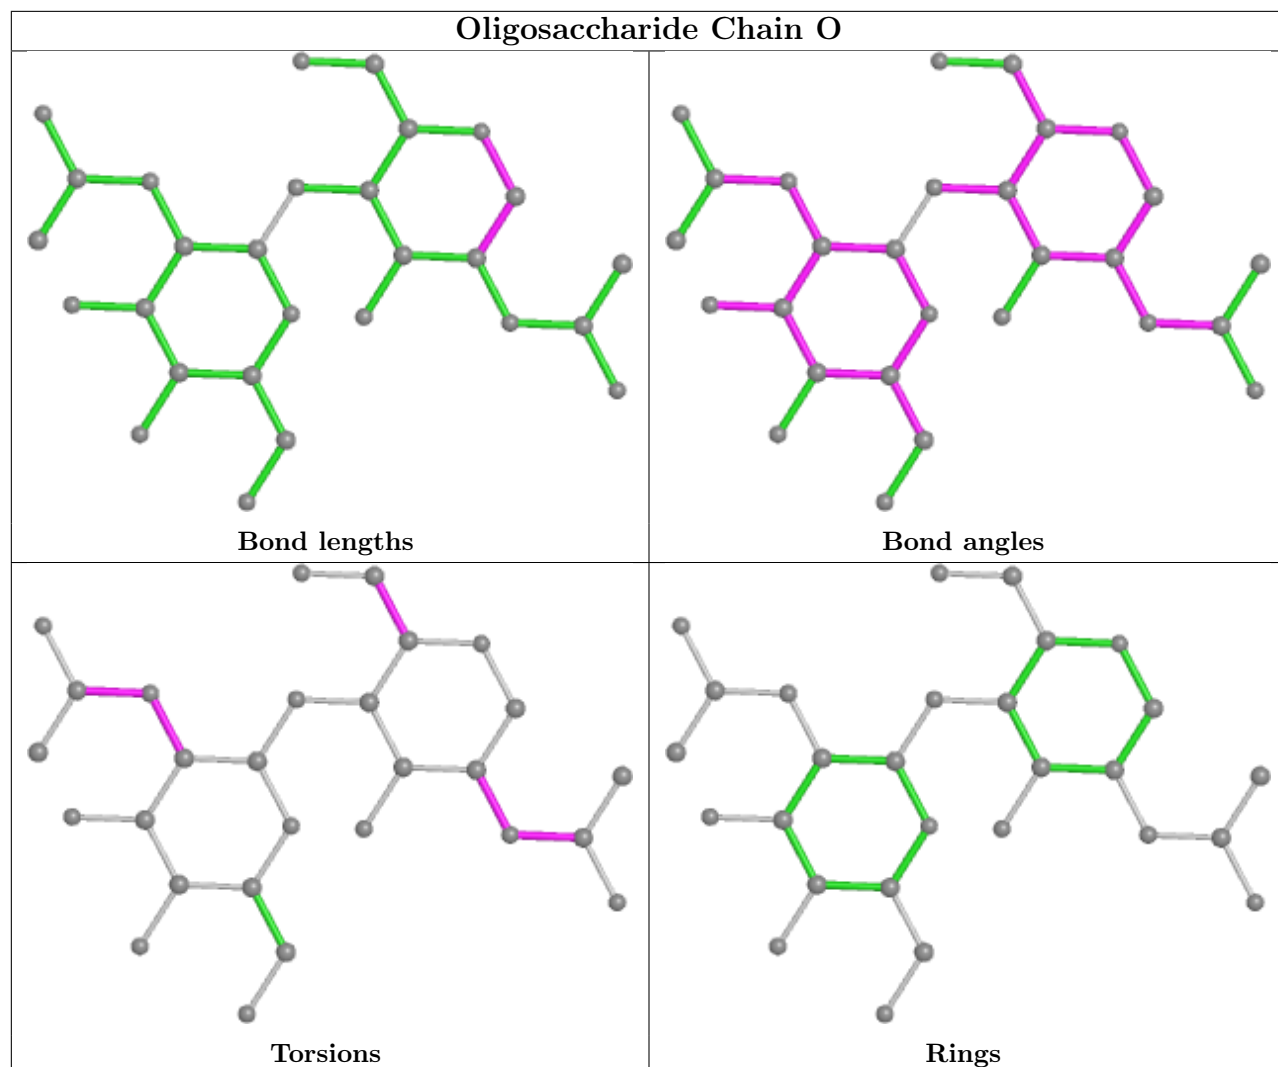 Oligosaccharide Chain O
Bond lengths
Bond angles
Torsions
Rings